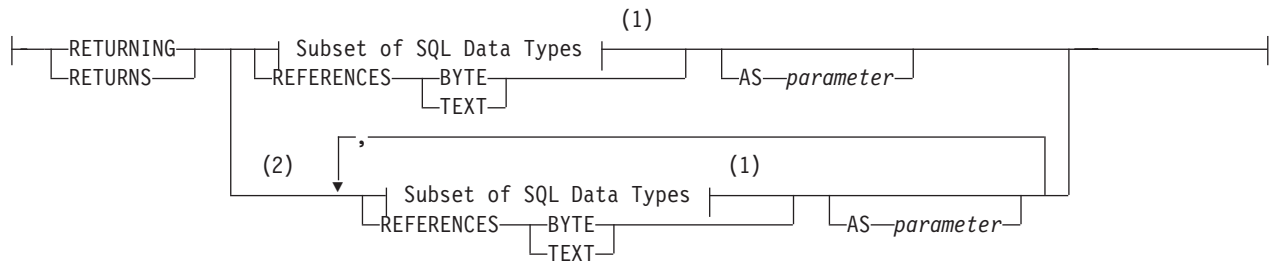 (1)
RETURNING Subset of SQL Data Types
RETURNS REFERENCES BYTE AS parameter
TEXT
,
(2) (1)
Subset of SQL Data Types
REFERENCES BYTE AS parameter
TEXT